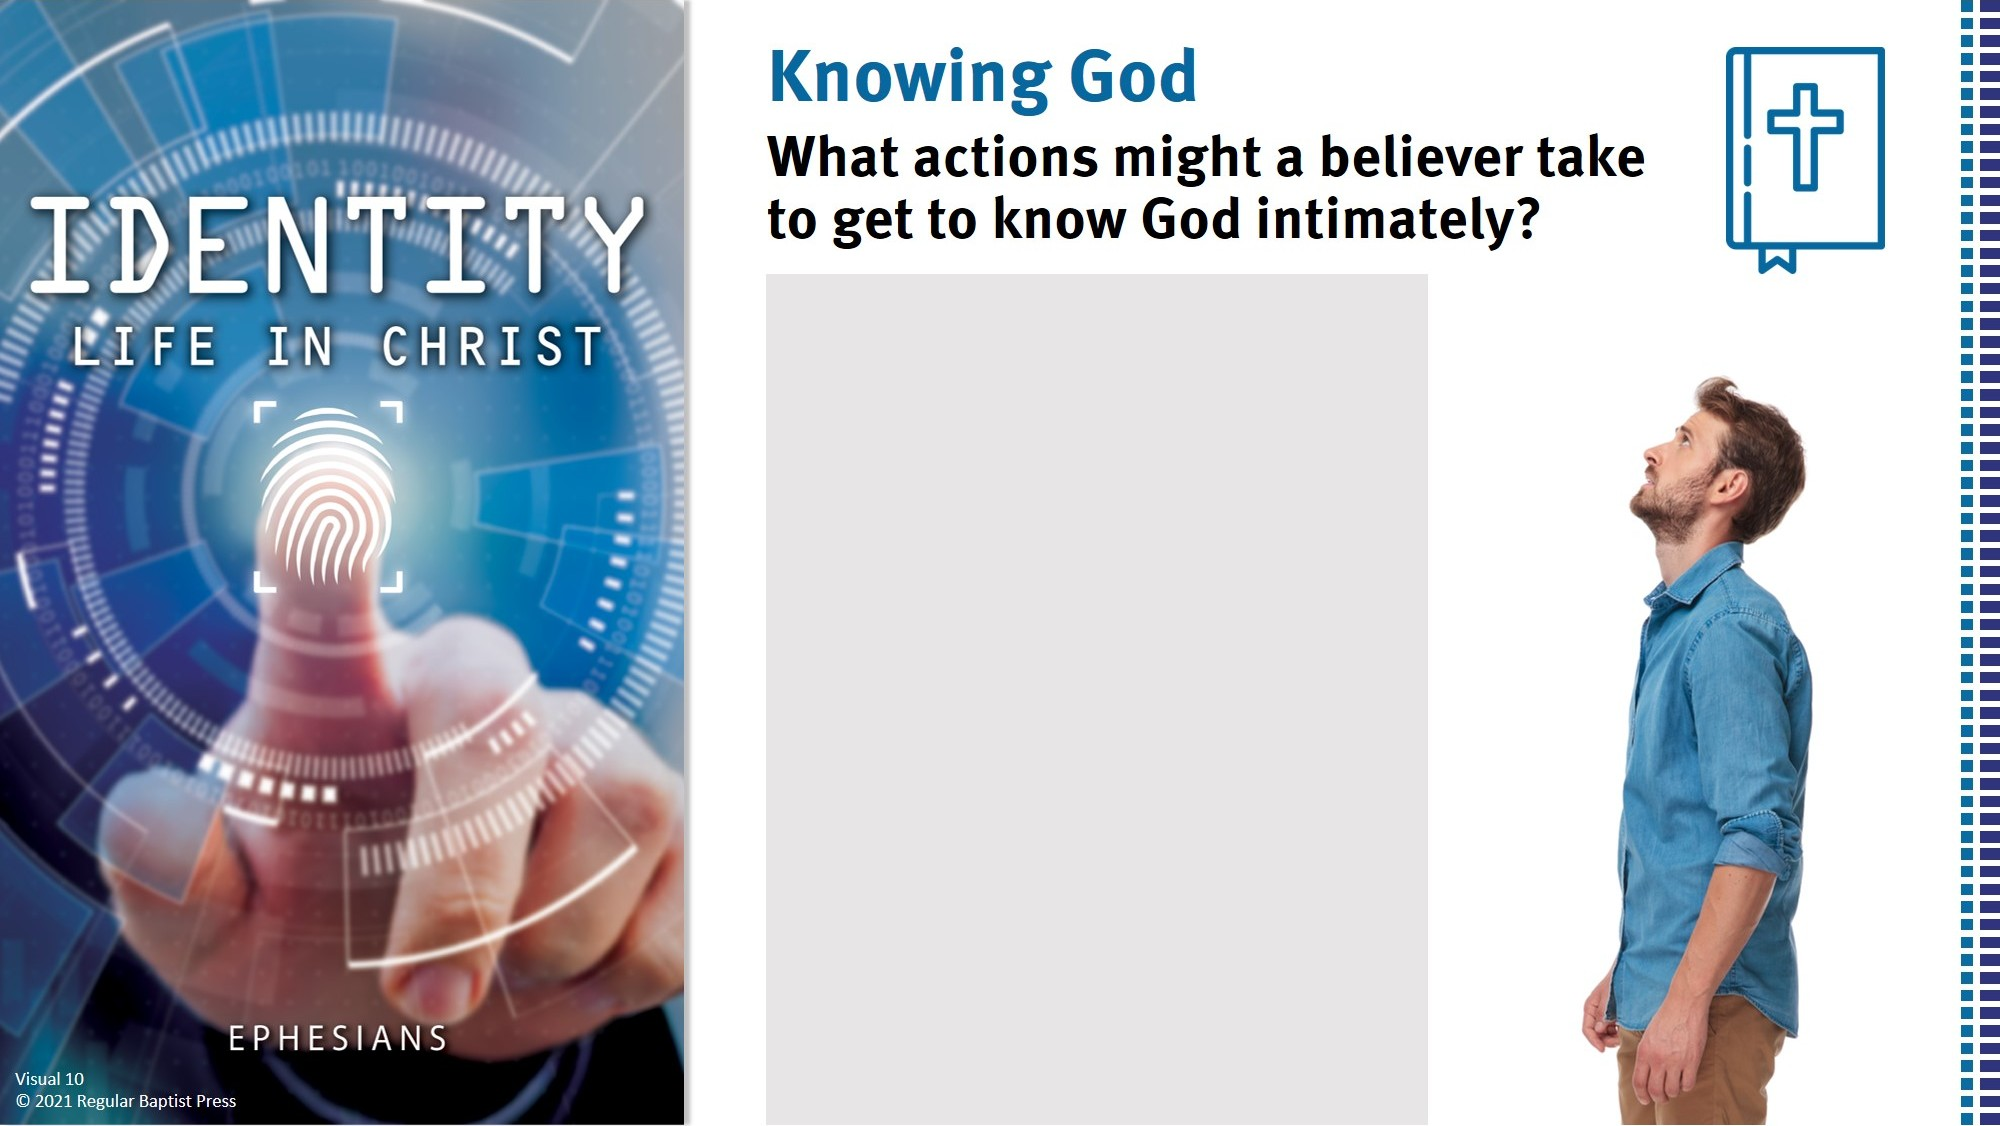 IDENTITY
LIFE IN CHRIST
EPHESIANS
Visual 10
© 2021 Regular Baptist Press
Knowing God
What actions might a believer take
to get to know God intimately?